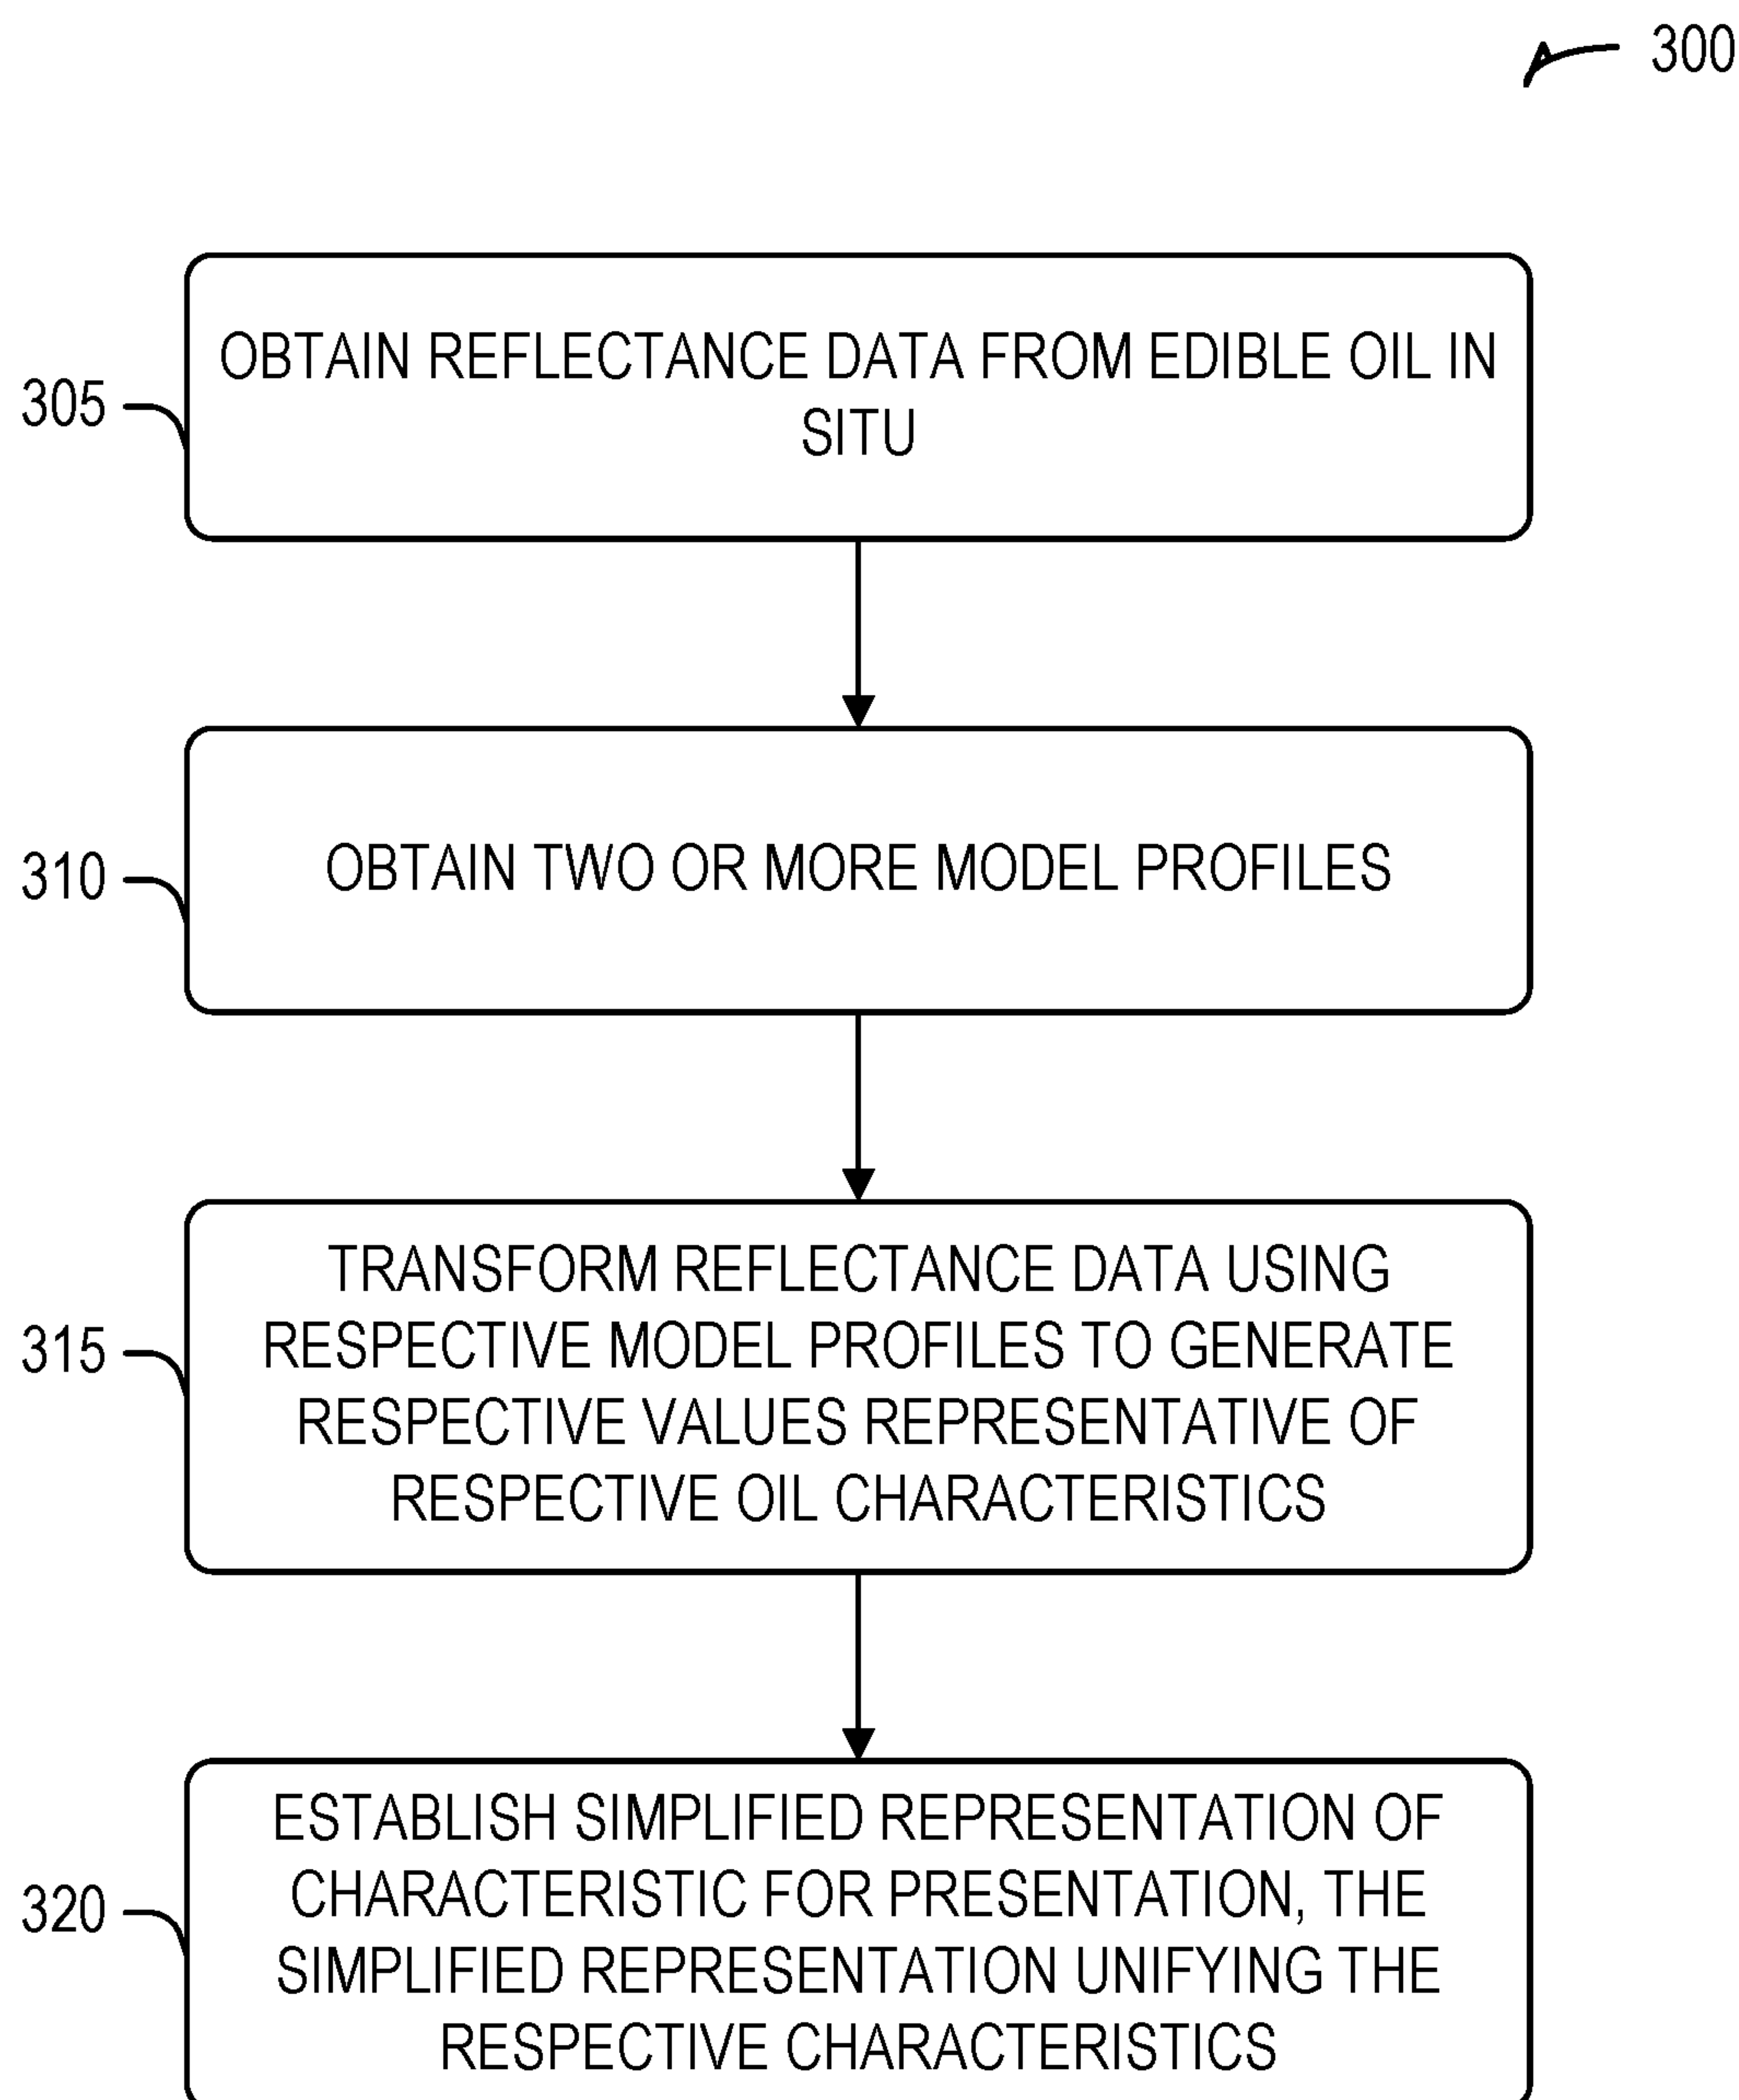 300
305
OBTAIN REFLECTANCE DATA FROM EDIBLE OIL IN
SITU
310
OBTAIN TWO OR MORE MODEL PROFILES
315
TRANSFORM REFLECTANCE DATA USING
RESPECTIVE MODEL PROFILES TO GENERATE
RESPECTIVE VALUES REPRESENTATIVE OF
RESPECTIVE OIL CHARACTERISTICS
320
ESTABLISH SIMPLIFIED REPRESENTATION OF
CHARACTERISTIC FOR PRESENTATION, THE
SIMPLIFIED REPRESENTATION UNIFYING THE
RESPECTIVE CHARACTERISTICS